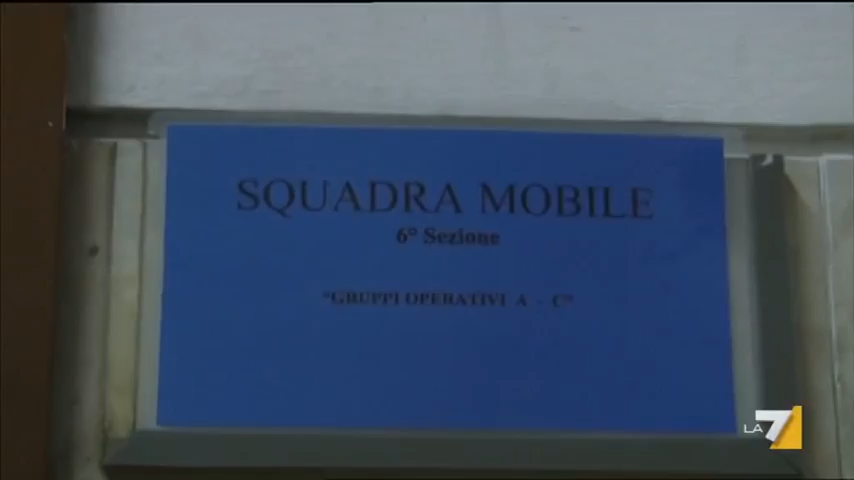 SQUADRA MOBILE
6° Sezione
"GRUPPI OPERATIVI A - C"
LA7